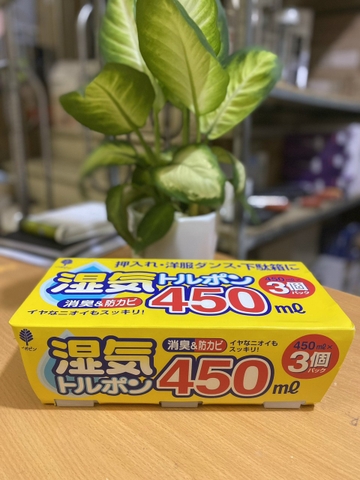 押入れ・洋服ダンス・下駄箱に
湿気
トルポン
消臭&防カビ
イヤなニオイもスッキリ!
450mℓ
3個
パック
湿気
トルポン
消臭&防カビ
イヤなニオイも
スッキリ!
450mℓ
450mℓ×
3個
パック